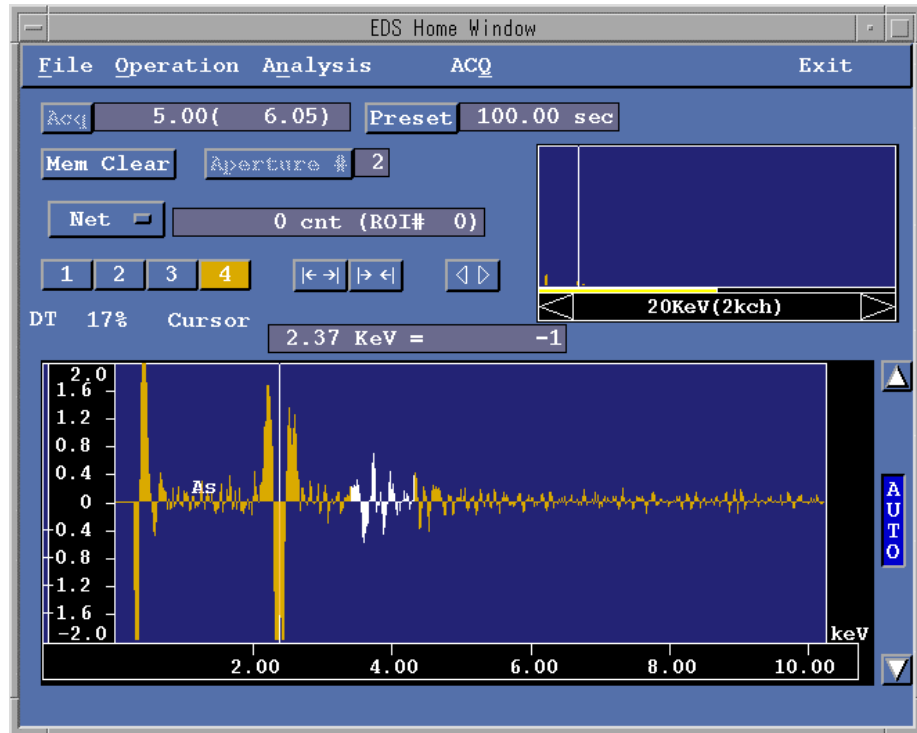 EDS Home Window
File Operation Analysis ACQ Exit
Acq 5.00( 6.05) Preset 100.00 sec
Mem Clear Aperture # 2
Net 0 cnt (ROI# 0)
1 2 3 4 |← →| |→ ←|
20KeV(2kch)
DT 17% Cursor
2.37 KeV = -1
2.0
1.6
1.2
0.8
0.4
As
0
-0.4
-0.8
-1.2
-1.6
-2.0
keV
2.00 4.00 6.00 8.00 10.00
AUTO